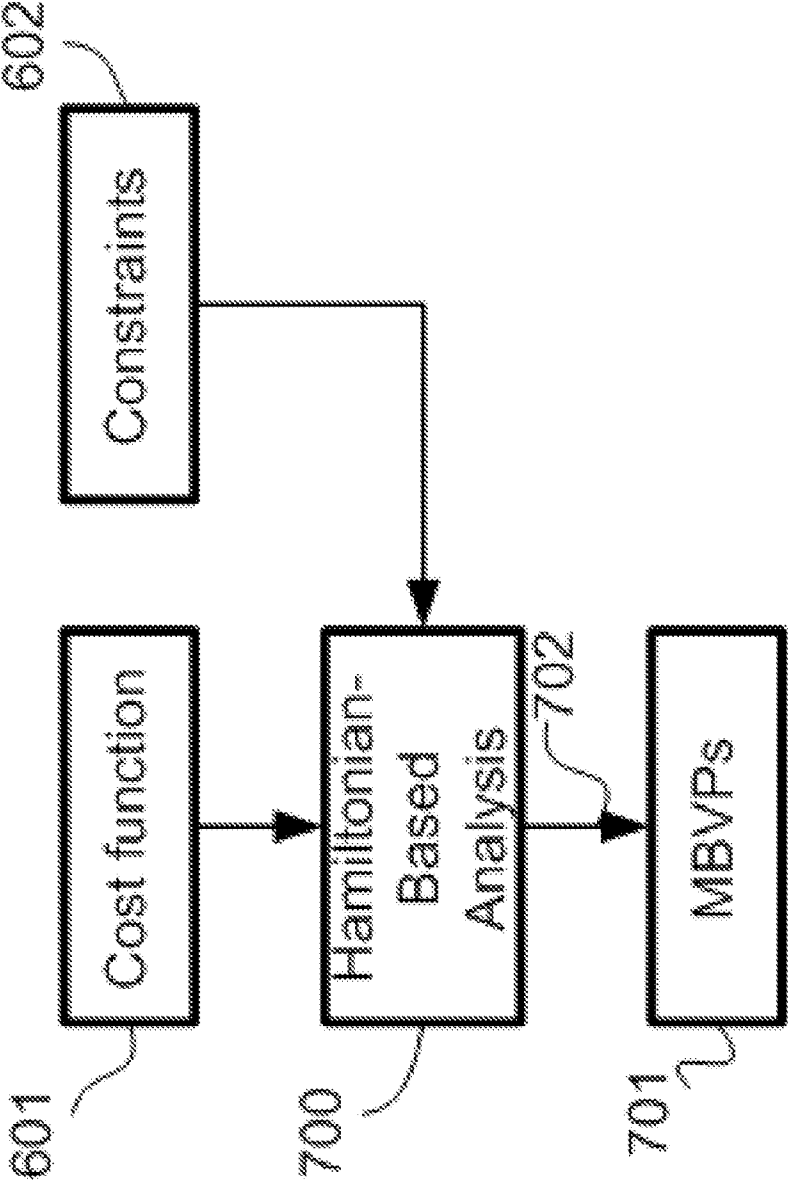 601
Cost function
Constraints
602
700
Hamiltonian-
Based
Analysis
702
701
MBVPs